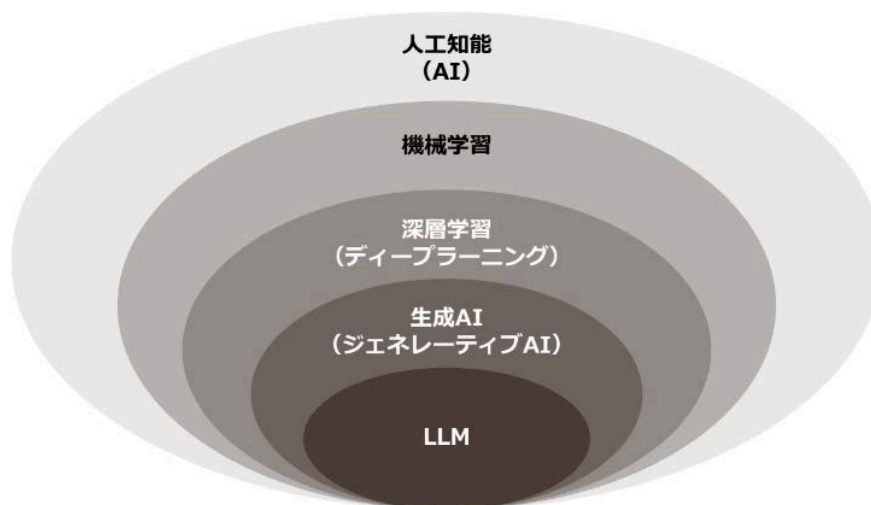 人工知能
（AI）
機械学習
深層学習
（ディープラーニング）
生成AI
（ジェネレーティブAI）
LLM